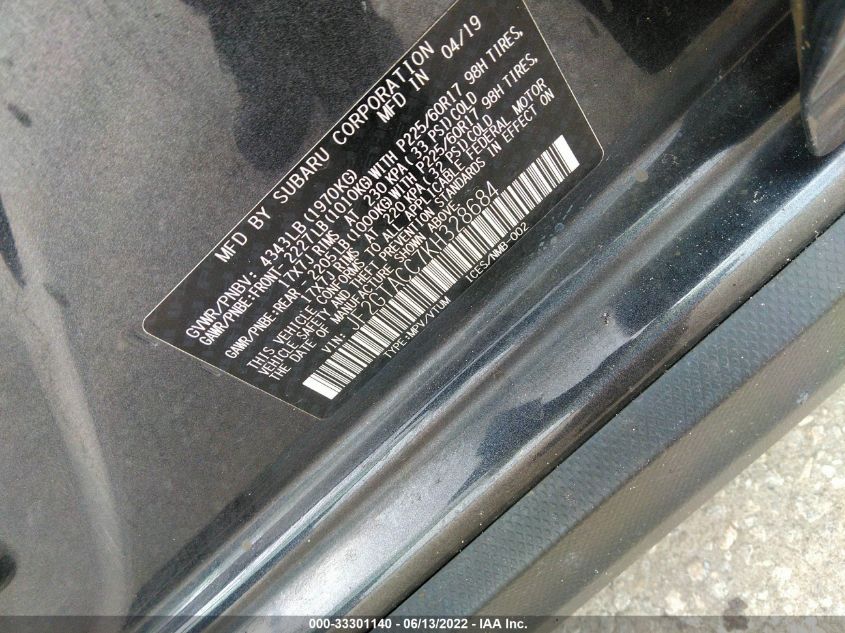 MFD BY SUBARU CORPORATION
MFD IN 04/19
GVWR/PNBV: 4343LB(1970KG)
GAWR/PNBE:FRONT- 2227LB(1010KG)WITH P225/60R17 98H TIRES,
17X7J RIMS AT 230 KPA(33 PSI)COLD
GAWR/PNBE:REAR - 2205LB(1000KG)WITH P225/60R17 98H TIRES,
17X7J RIMS AT 220 KPA(32 PSI)COLD
THIS VEHICLE CONFORMS TO ALL APPLICABLE FEDERAL MOTOR
VEHICLE SAFETY AND THEFT PREVENTION STANDARDS IN EFFECT ON
THE DATE OF MANUFACTURE SHOWN ABOVE.
VIN: JF2GTACC7KH328684
TYPE:MPV/VTUM ICES/NMB-002
000-33301140 - 06/13/2022 - IAA Inc.